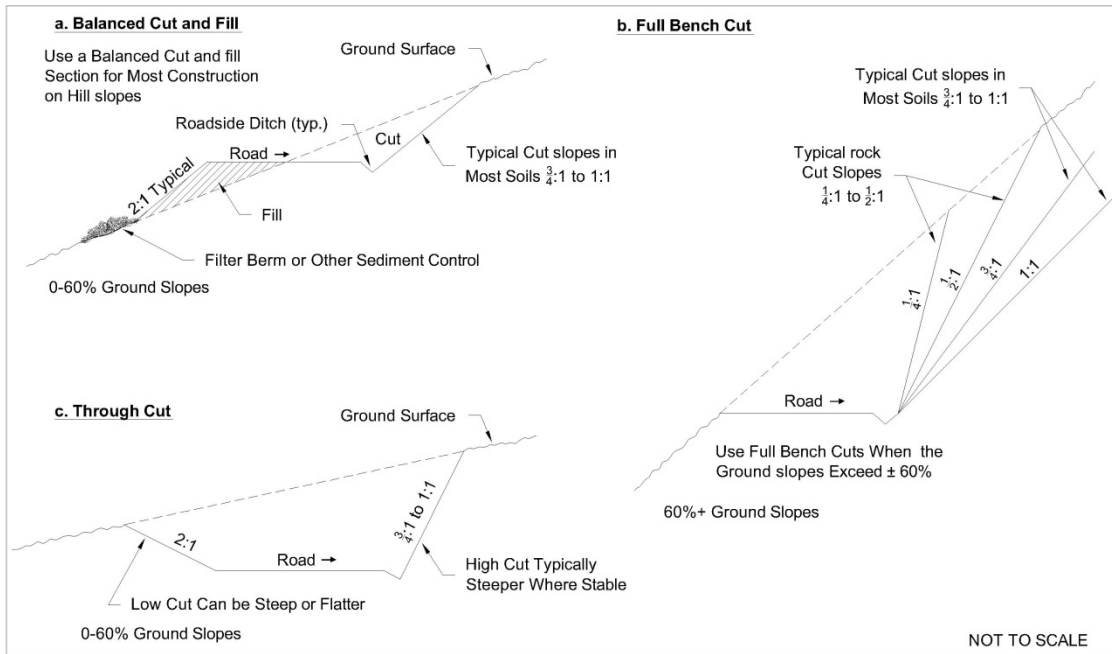 a. Balanced Cut and Fill
Use a Balanced Cut and fill
Section for Most Construction
on Hill slopes
Ground Surface
Roadside Ditch (typ.)
Cut
Road →
2:1 Typical
Typical Cut slopes in
Most Soils 3/4:1 to 1:1
Fill
Filter Berm or Other Sediment Control
0-60% Ground Slopes
b. Full Bench Cut
Typical Cut slopes in
Most Soils 3/4:1 to 1:1
Typical rock
Cut Slopes
1/4:1 to 1/2:1
1/4:1
1/2:1
3/4:1
1:1
Road →
Use Full Bench Cuts When the
Ground slopes Exceed ± 60%
60%+ Ground Slopes
c. Through Cut
Ground Surface
2:1
3/4:1 to 1:1
Road →
High Cut Typically
Steeper Where Stable
Low Cut Can be Steep or Flatter
0-60% Ground Slopes
NOT TO SCALE